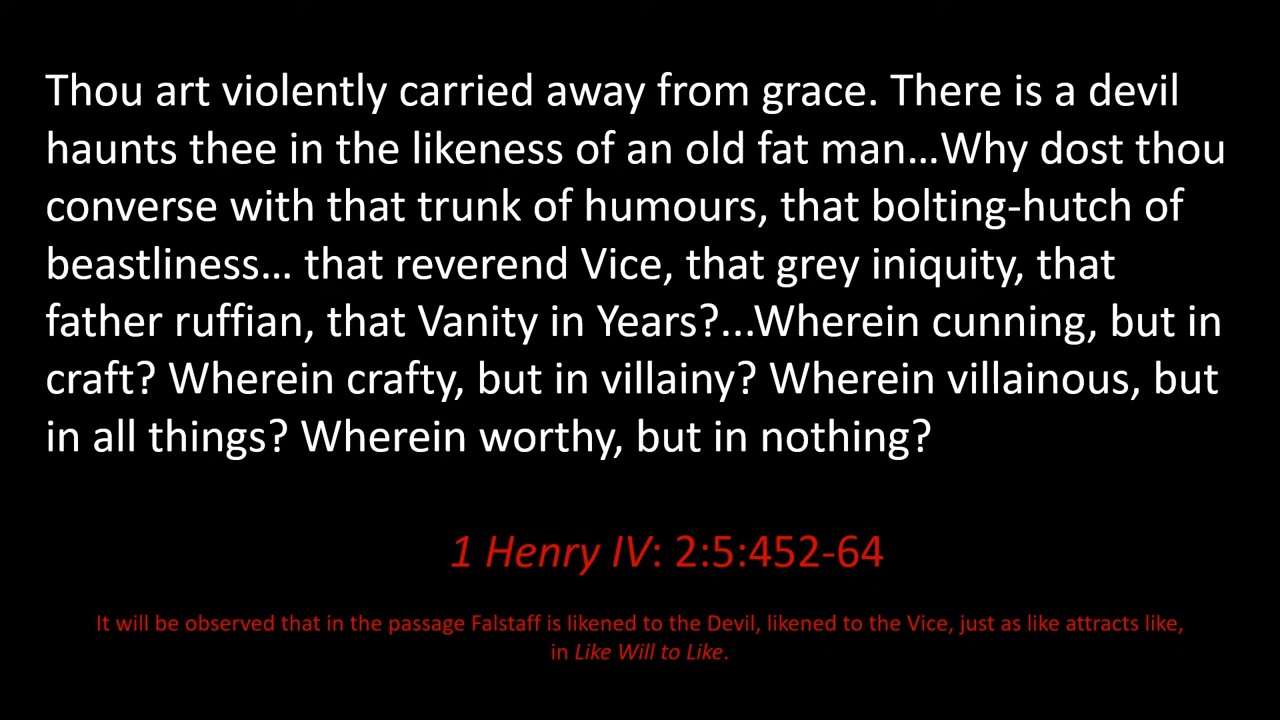 Thou art violently carried away from grace. There is a devil
haunts thee in the likeness of an old fat man…Why dost thou
converse with that trunk of humours, that bolting-hutch of
beastliness… that reverend Vice, that grey iniquity, that
father ruffian, that Vanity in Years?...Wherein cunning, but in
craft? Wherein crafty, but in villainy? Wherein villainous, but
in all things? Wherein worthy, but in nothing?
1 Henry IV: 2:5:452-64
It will be observed that in the passage Falstaff is likened to the Devil, likened to the Vice, just as like attracts like,
in Like Will to Like.